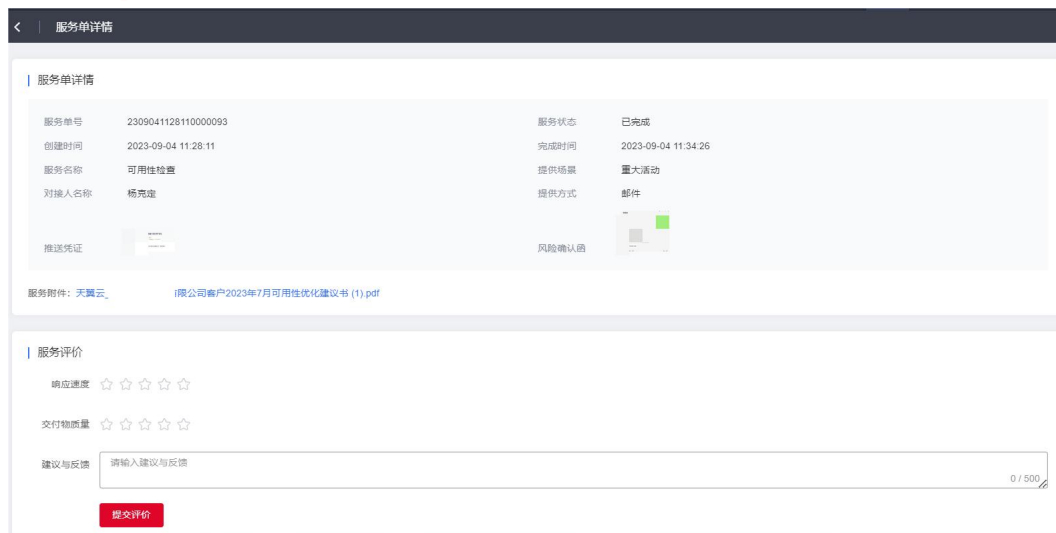 服务单详情
服务单详情
服务单号 2309041128110000093 服务状态 已完成
创建时间 2023-09-04 11:28:11 完成时间 2023-09-04 11:34:26
服务名称 可用性检查 提供场景 重大活动
对接人名称 杨克定 提供方式 邮件
推送凭证 风险确认函
服务附件: 天翼云_ 限公司客户2023年7月可用性优化建议书 (1).pdf
服务评价
响应速度
交付物质量
建议与反馈 请输入建议与反馈
0 / 500
提交评价